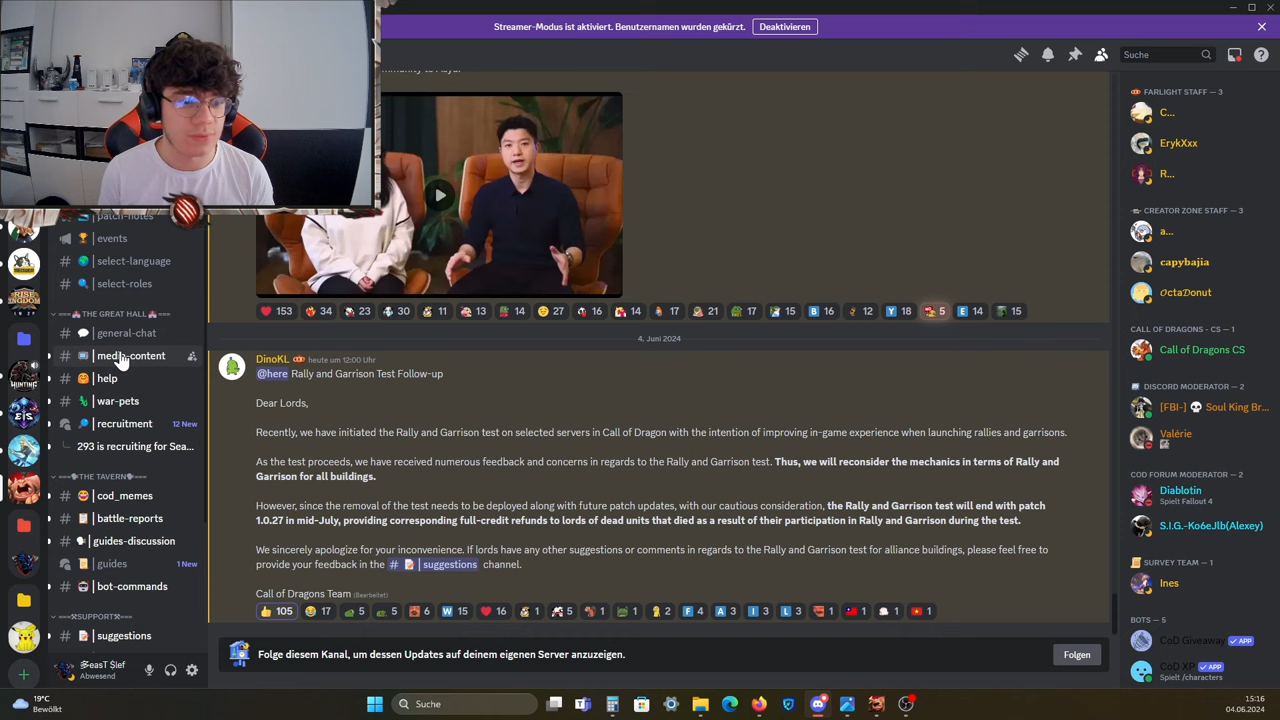 Streamer-Modus ist aktiviert. Benutzernamen wurden gekürzt.
Deaktivieren
Suche
patch-notes
events
select-language
select-roles
===THE GREAT HALL===
general-chat
media-content
help
war-pets
recruitment
12 New
293 is recruiting for Sea...
===THE TAVERN===
cod_memes
battle-reports
guides-discussion
guides
1 New
bot-commands
===SUPPORT===
suggestions
ƁeasT $lef
Abwesend
153
34
23
30
11
13
14
27
16
14
17
21
17
15
B 16
12
Y 18
5
E 14
15
4. Juni 2024
DinoKL heute um 12:00 Uhr
@here Rally and Garrison Test Follow-up
Dear Lords,
Recently, we have initiated the Rally and Garrison test on selected servers in Call of Dragon with the intention of improving in-game experience when launching rallies and garrisons.
As the test proceeds, we have received numerous feedback and concerns in regards to the Rally and Garrison test. Thus, we will reconsider the mechanics in terms of Rally and
Garrison for all buildings.
However, since the removal of the test needs to be deployed along with future patch updates, with our cautious consideration, the Rally and Garrison test will end with patch
1.0.27 in mid-July, providing corresponding full-credit refunds to lords of dead units that died as a result of their participation in Rally and Garrison during the test.
We sincerely apologize for your inconvenience. If lords have any other suggestions or comments in regards to the Rally and Garrison test for alliance buildings, please feel free to
provide your feedback in the # | suggestions channel.
Call of Dragons Team (Bearbeitet)
105
17
5
5
6
W 15
16
1
5
1
1
2
F 4
A 3
I 3
L 3
1
1
1
1
Folge diesem Kanal, um dessen Updates auf deinem eigenen Server anzuzeigen.
Folgen
FARLIGHT STAFF — 3
C...
ErykXxx
R...
CREATOR ZONE STAFF — 3
a...
capybajia
OctaDonut
CALL OF DRAGONS - CS — 1
Call of Dragons CS
DISCORD MODERATOR — 2
[FBI-] Soul King Br...
Valérie
COD FORUM MODERATOR — 2
Diablotin
Spielt Fallout 4
S.I.G.-Ko6eJlb(Alexey)
SURVEY TEAM — 1
Ines
BOTS — 5
CoD Giveaway APP
CoD XP APP
Spielt /characters
19°C
Bewölkt
Suche
15:16
04.06.2024